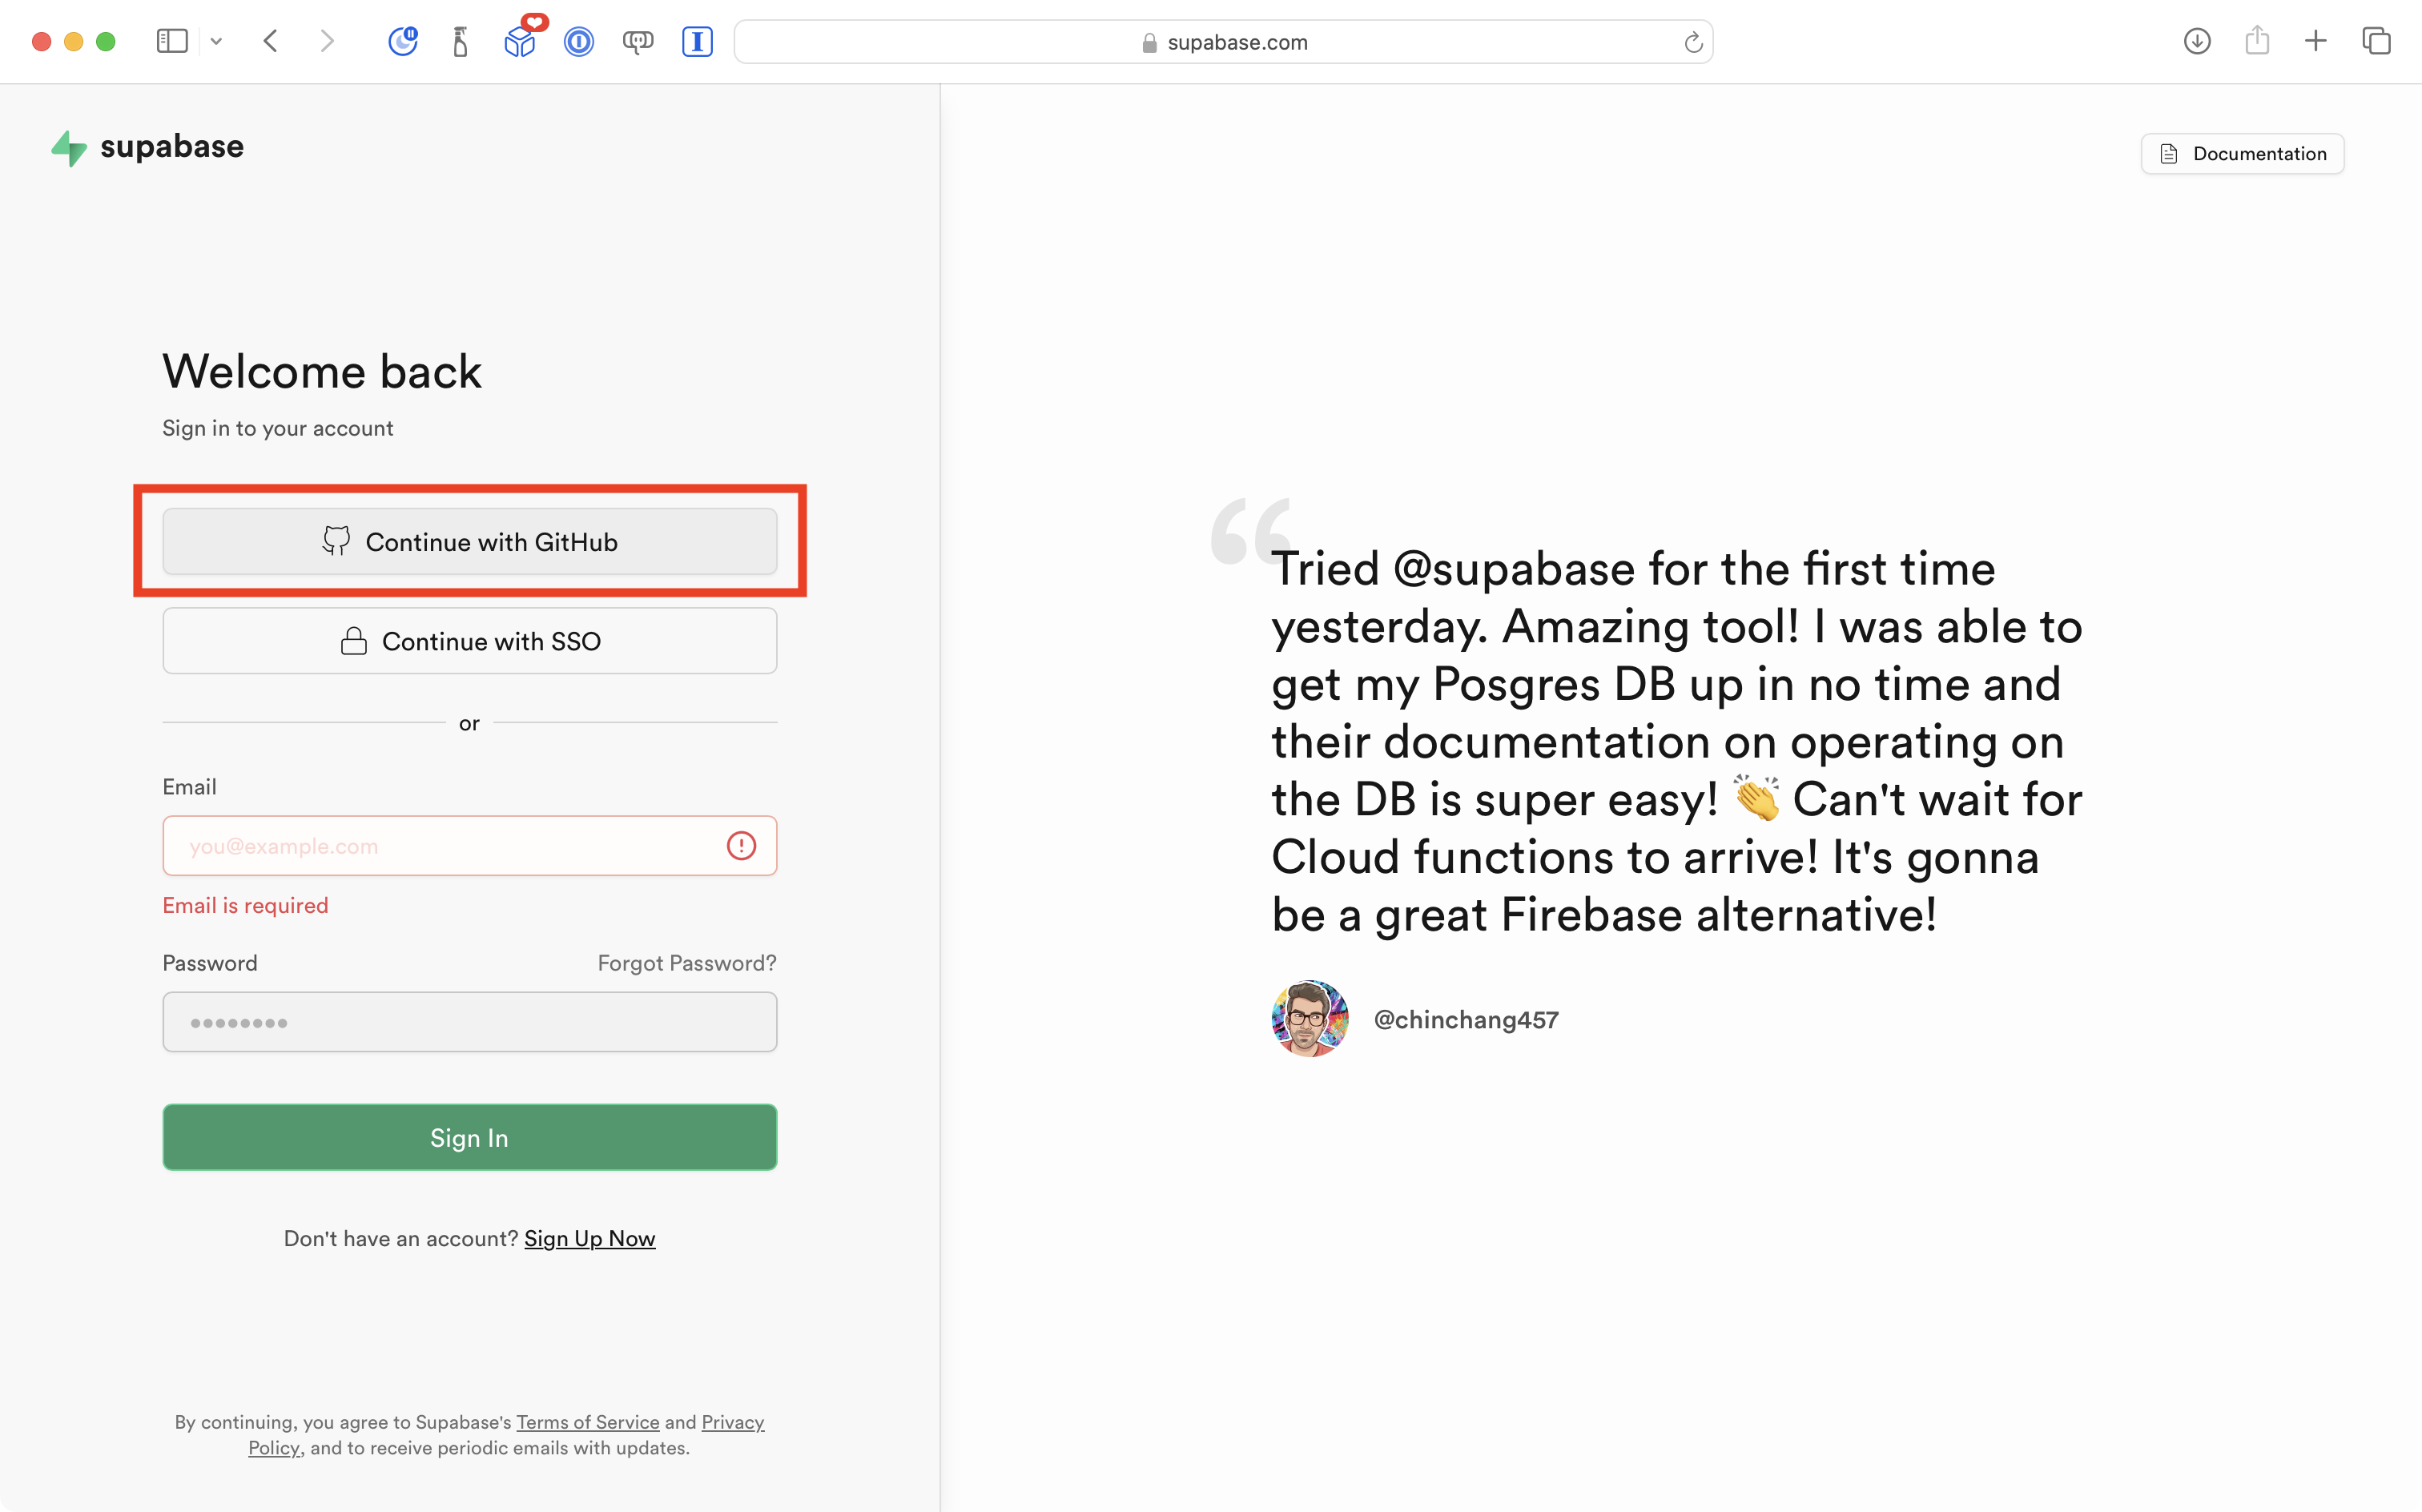 supabase.com
supabase
Documentation
Welcome back
Sign in to your account
Continue with GitHub
Continue with SSO
or
Email
you@example.com
Email is required
Password
Forgot Password?
••••••••
Sign In
Don't have an account? Sign Up Now
By continuing, you agree to Supabase's Terms of Service and Privacy
Policy, and to receive periodic emails with updates.
“
Tried @supabase for the first time
yesterday. Amazing tool! I was able to
get my Posgres DB up in no time and
their documentation on operating on
the DB is super easy! 👏 Can't wait for
Cloud functions to arrive! It's gonna
be a great Firebase alternative!
@chinchang457